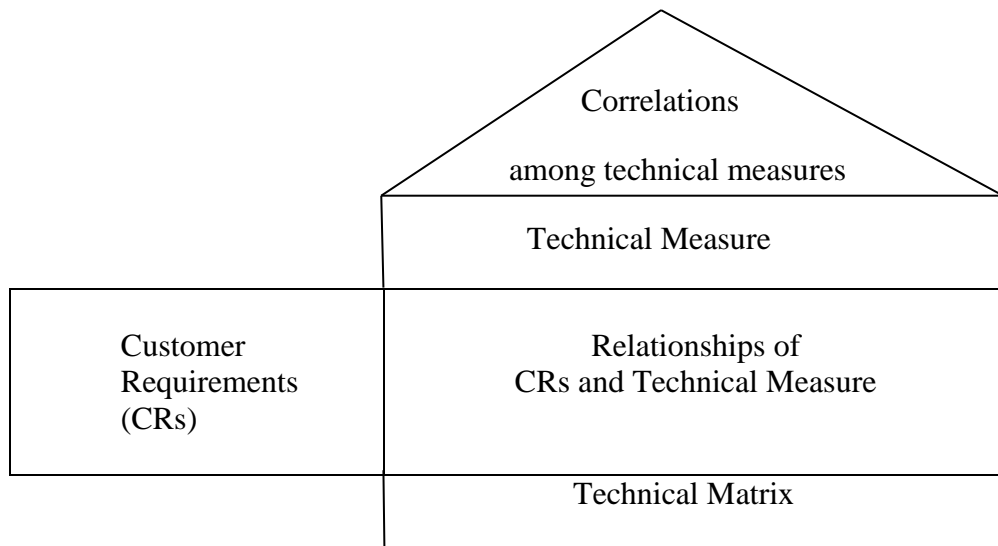 Correlations
among technical measures
Technical Measure
Customer
Requirements
(CRs)
Relationships of
CRs and Technical Measure
Technical Matrix